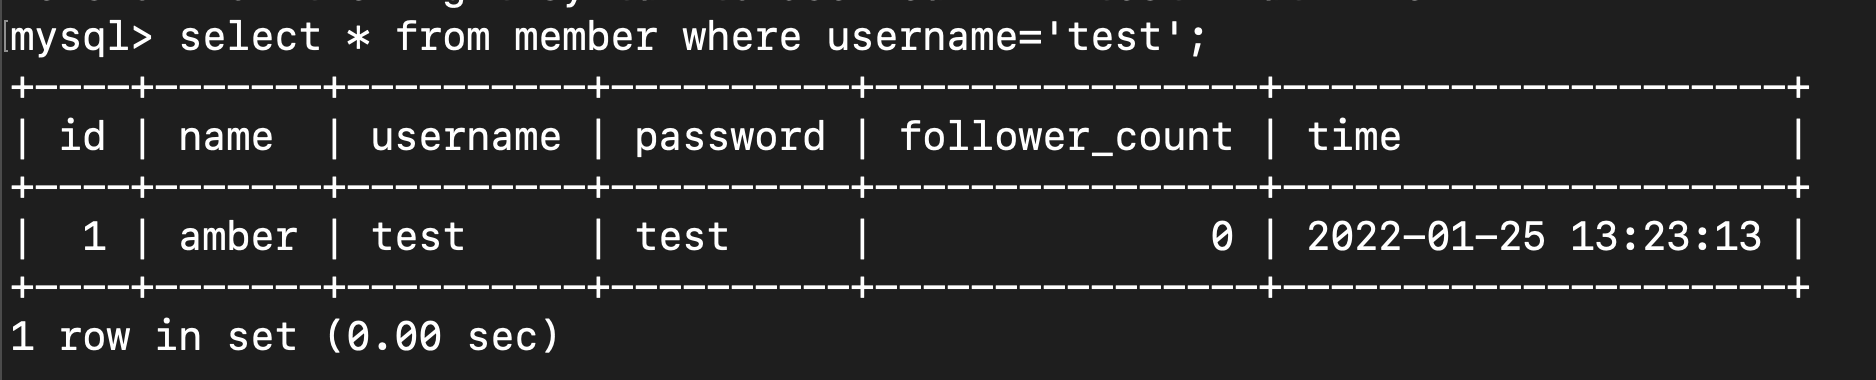 mysql> select * from member where username='test';
+----+-------+----------+----------+----------------+---------------------+
| id | name  | username | password | follower_count | time                |
+----+-------+----------+----------+----------------+---------------------+
|  1 | amber | test     | test     |              0 | 2022-01-25 13:23:13 |
+----+-------+----------+----------+----------------+---------------------+
1 row in set (0.00 sec)